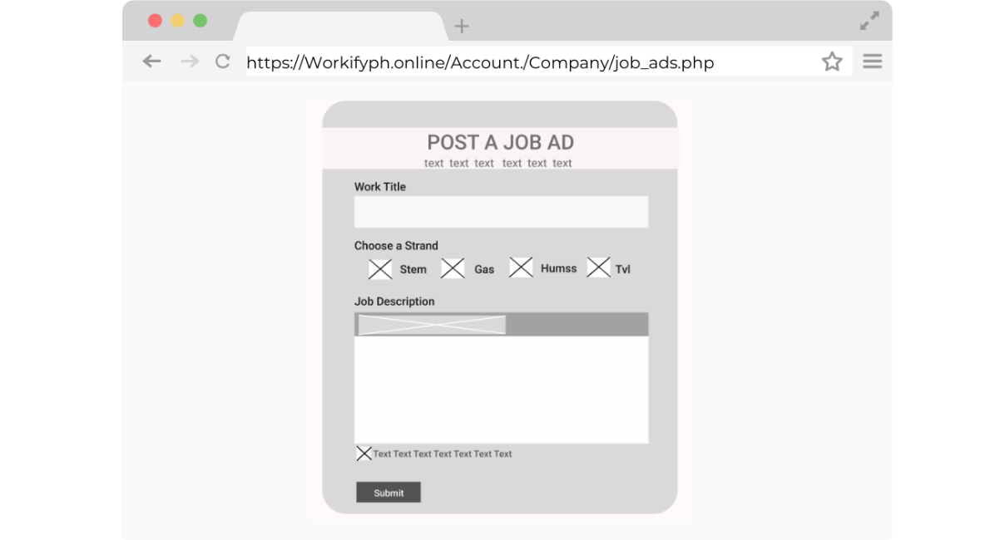 https://Workifyph.online/Account./Company/job_ads.php
POST A JOB AD
text text text text text text
Work Title
Choose a Strand
Stem Gas Humss Tvl
Job Description
Text Text Text Text Text Text Text
Submit